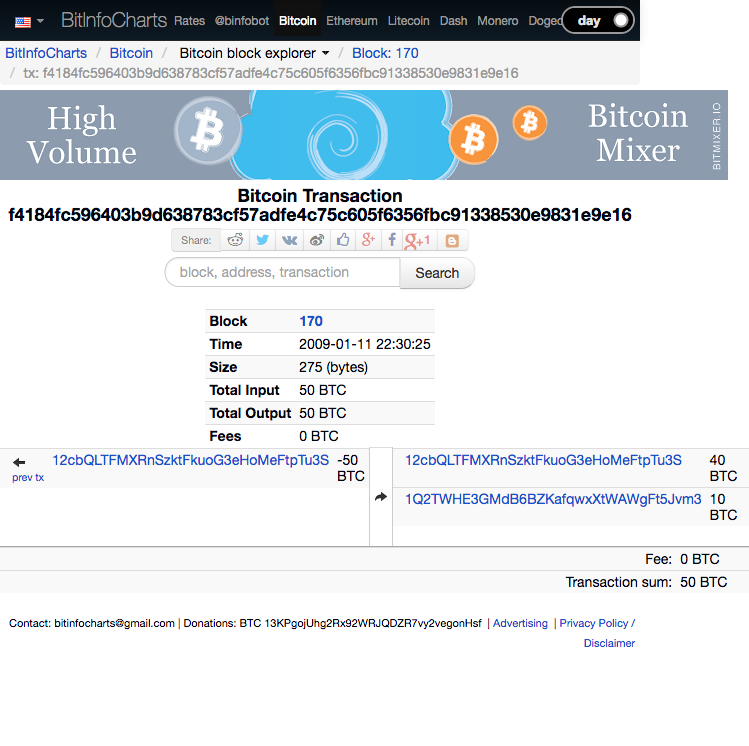 BitInfoCharts Rates @binfobot Bitcoin Ethereum Litecoin Dash Monero Doged day
BitInfoCharts / Bitcoin / Bitcoin block explorer / Block: 170
/ tx: f4184fc596403b9d638783cf57adfe4c75c605f6356fbc91338530e9831e9e16
High Volume
Bitcoin Mixer
BITMIXER.IO
Bitcoin Transaction
f4184fc596403b9d638783cf57adfe4c75c605f6356fbc91338530e9831e9e16
Share: g+ f g+1
block, address, transaction Search
Block 170
Time 2009-01-11 22:30:25
Size 275 (bytes)
Total Input 50 BTC
Total Output 50 BTC
Fees 0 BTC
prev tx 12cbQLTFMXRnSzktFkuoG3eHoMeFtpTu3S -50 BTC
12cbQLTFMXRnSzktFkuoG3eHoMeFtpTu3S 40 BTC
1Q2TWHE3GMdB6BZKafqwxXtWAWgFt5Jvm3 10 BTC
Fee: 0 BTC
Transaction sum: 50 BTC
Contact: bitinfocharts@gmail.com | Donations: BTC 13KPgojUhg2Rx92WRJQDZR7vy2vegonHsf | Advertising | Privacy Policy /
Disclaimer